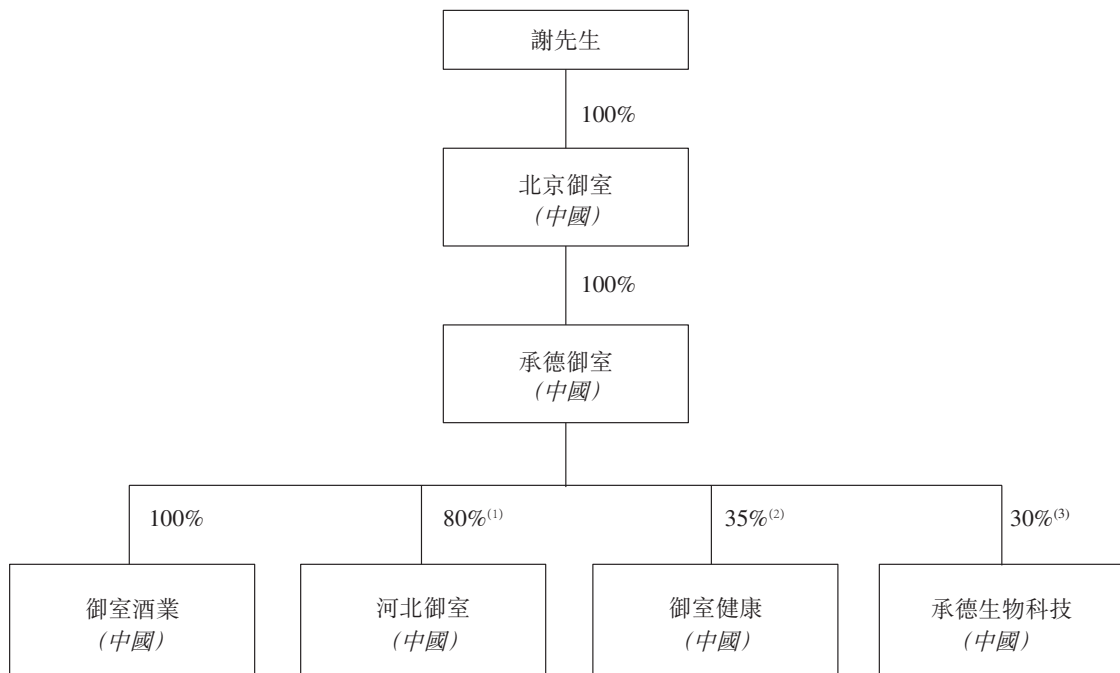 謝先生
100%
北京御室
(中國)
100%
承德御室
(中國)
100%
80%(1)
35%(2)
30%(3)
御室酒業
(中國)
河北御室
(中國)
御室健康
(中國)
承德生物科技
(中國)